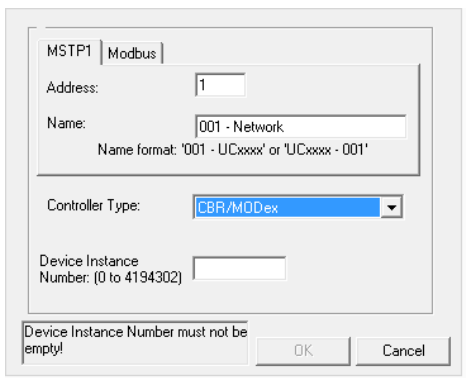 MSTP1 Modbus
Address: 1
Name: 001 - Network
Name format: '001 - UCxxxx' or 'UCxxxx - 001'
Controller Type: CBR/MODex
Device Instance
Number: (0 to 4194302)
Device Instance Number must not be
empty!
OK Cancel